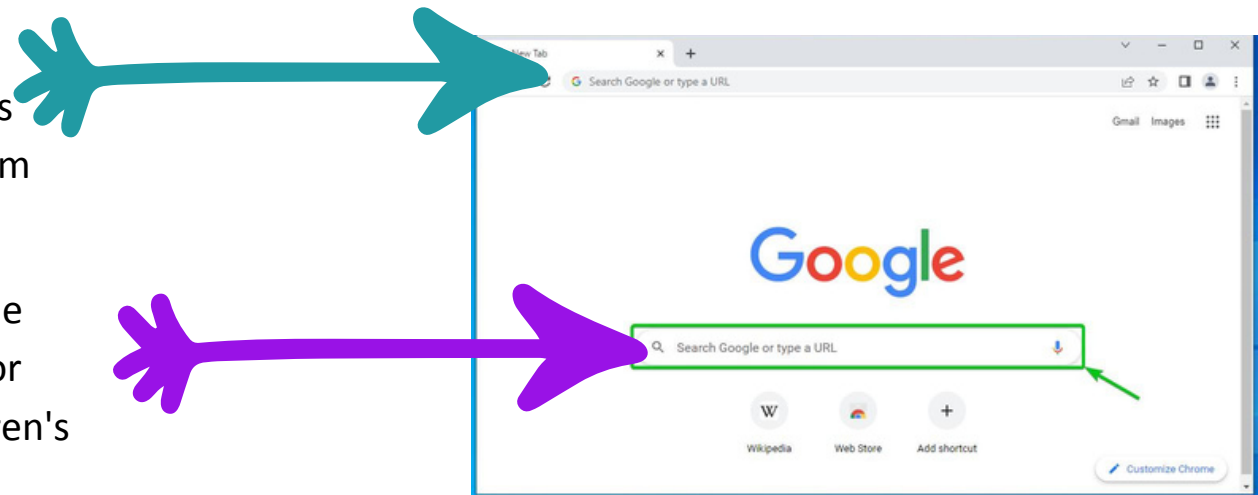 s
m
e
or
en's
New Tab
Search Google or type a URL
Gmail Images
Google
Search Google or type a URL
W
Wikipedia Web Store Add shortcut
Customize Chrome